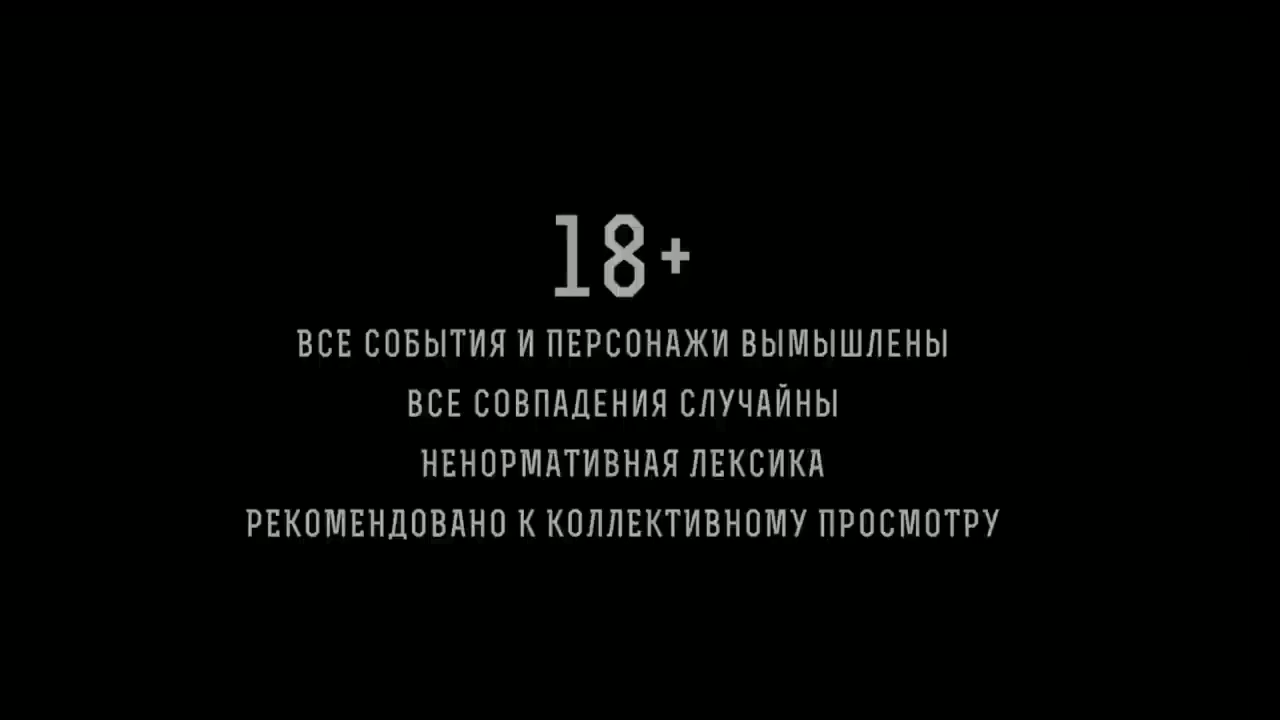 18+
ВСЕ СОБЫТИЯ И ПЕРСОНАЖИ ВЫМЫШЛЕНЫ
ВСЕ СОВПАДЕНИЯ СЛУЧАЙНЫ
НЕНОРМАТИВНАЯ ЛЕКСИКА
РЕКОМЕНДОВАНО К КОЛЛЕКТИВНОМУ ПРОСМОТРУ